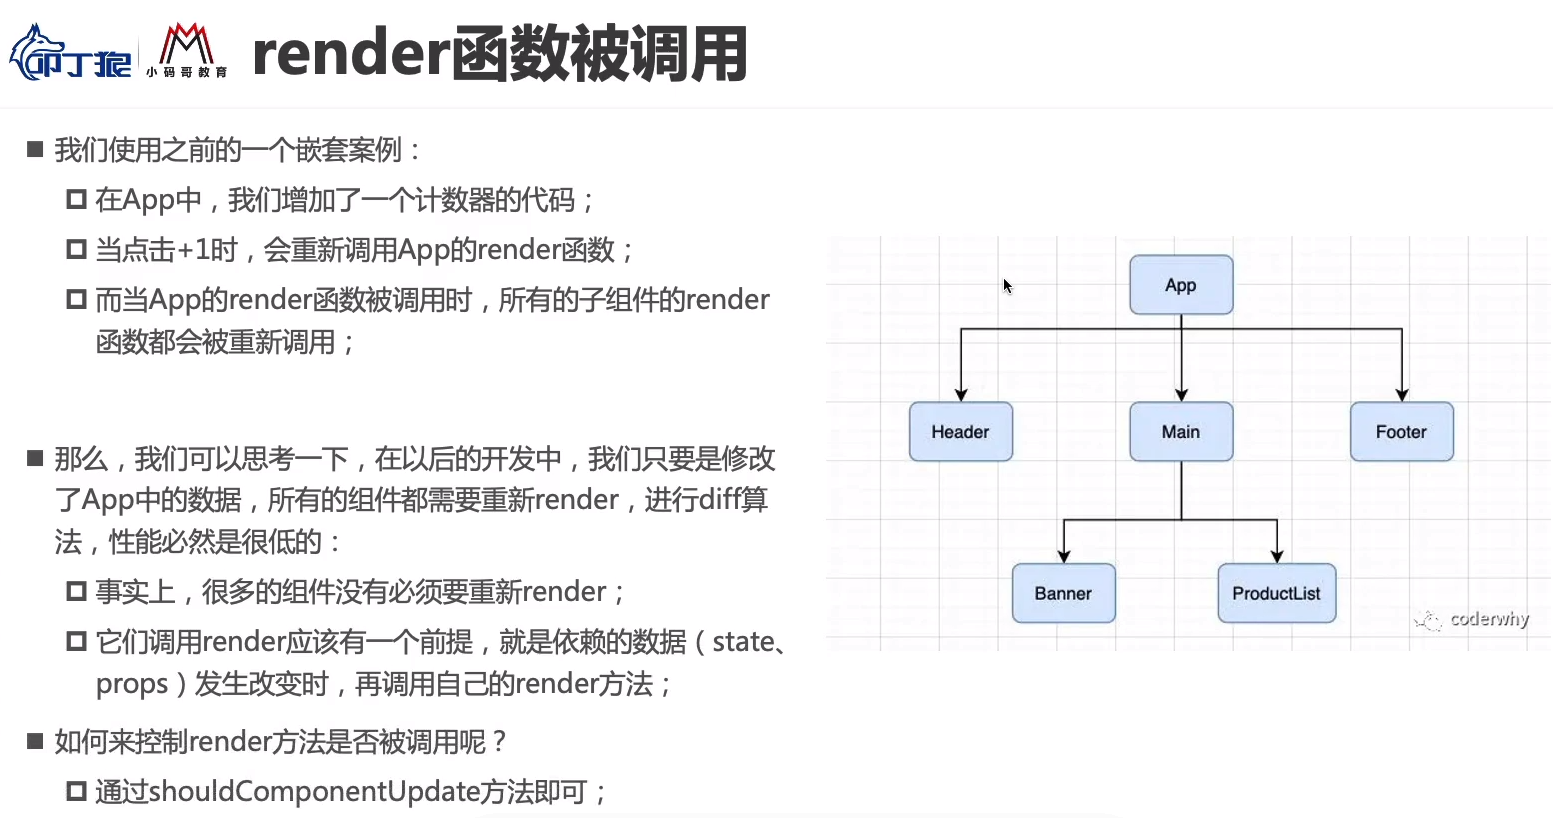 叩丁狼
小码哥教育
render函数被调用
我们使用之前的一个嵌套案例：
在App中，我们增加了一个计数器的代码；
当点击+1时，会重新调用App的render函数；
而当App的render函数被调用时，所有的子组件的render
函数都会被重新调用；
那么，我们可以思考一下，在以后的开发中，我们只要是修改
了App中的数据，所有的组件都需要重新render，进行diff算
法，性能必然是很低的：
事实上，很多的组件没有必须要重新render；
它们调用render应该有一个前提，就是依赖的数据（state、
props）发生改变时，再调用自己的render方法；
如何来控制render方法是否被调用呢？
通过shouldComponentUpdate方法即可；
App
Header
Main
Footer
Banner
ProductList
coderwhy